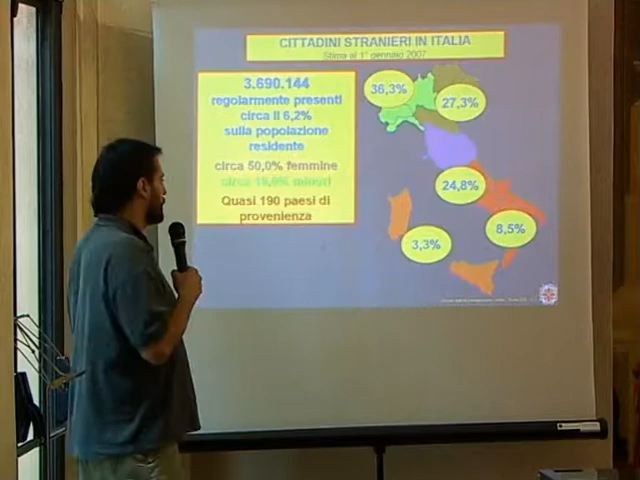 CITTADINI STRANIERI IN ITALIA
Stima al 1° gennaio 2007
3.690.144
regolarmente presenti
circa il 6,2%
sulla popolazione
residente
circa 50,0% femmine
circa minori
Quasi 190 paesi di
provenienza
36,3%
27,3%
24,8%
8,5%
3,3%